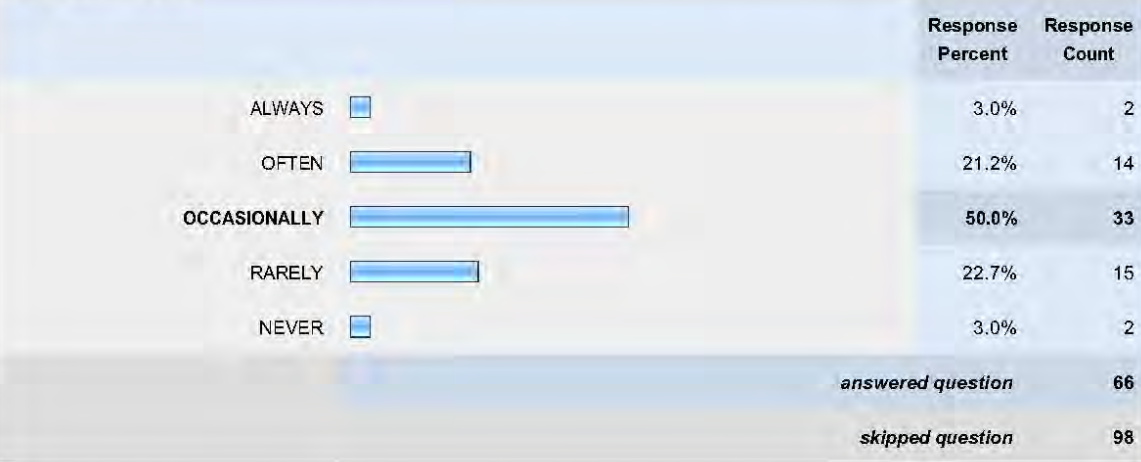 Response Response
Percent Count
ALWAYS 3.0% 2
OFTEN 21.2% 14
OCCASIONALLY 50.0% 33
RARELY 22.7% 15
NEVER 3.0% 2
answered question 66
skipped question 98